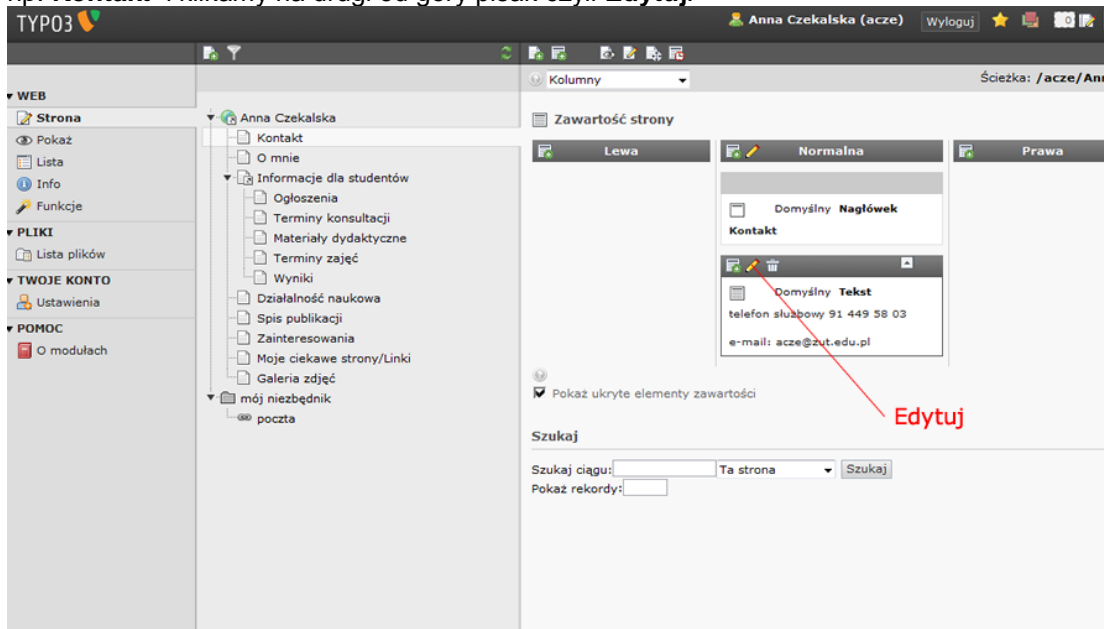 np. Kontakt i klikamy na drugi od góry pisak czyli Edytuj.
TYPO3
Anna Czekalska (acze)
Wyloguj
Kolumny
Ścieżka: /acze/Ann
WEB
Strona
Pokaż
Lista
Info
Funkcje
PLIKI
Lista plików
TWOJE KONTO
Ustawienia
POMOC
O modułach
Anna Czekalska
Kontakt
O mnie
Informacje dla studentów
Ogłoszenia
Terminy konsultacji
Materiały dydaktyczne
Terminy zajęć
Wyniki
Działalność naukowa
Spis publikacji
Zainteresowania
Moje ciekawe strony/Linki
Galeria zdjęć
mój niezbędnik
poczta
Zawartość strony
Lewa
Normalna
Prawa
Domyślny Nagłówek
Kontakt
Domyślny Tekst
telefon służbowy 91 449 58 03
e-mail: acze@zut.edu.pl
Pokaż ukryte elementy zawartości
Edytuj
Szukaj
Szukaj ciągu:
Ta strona
Szukaj
Pokaż rekordy: